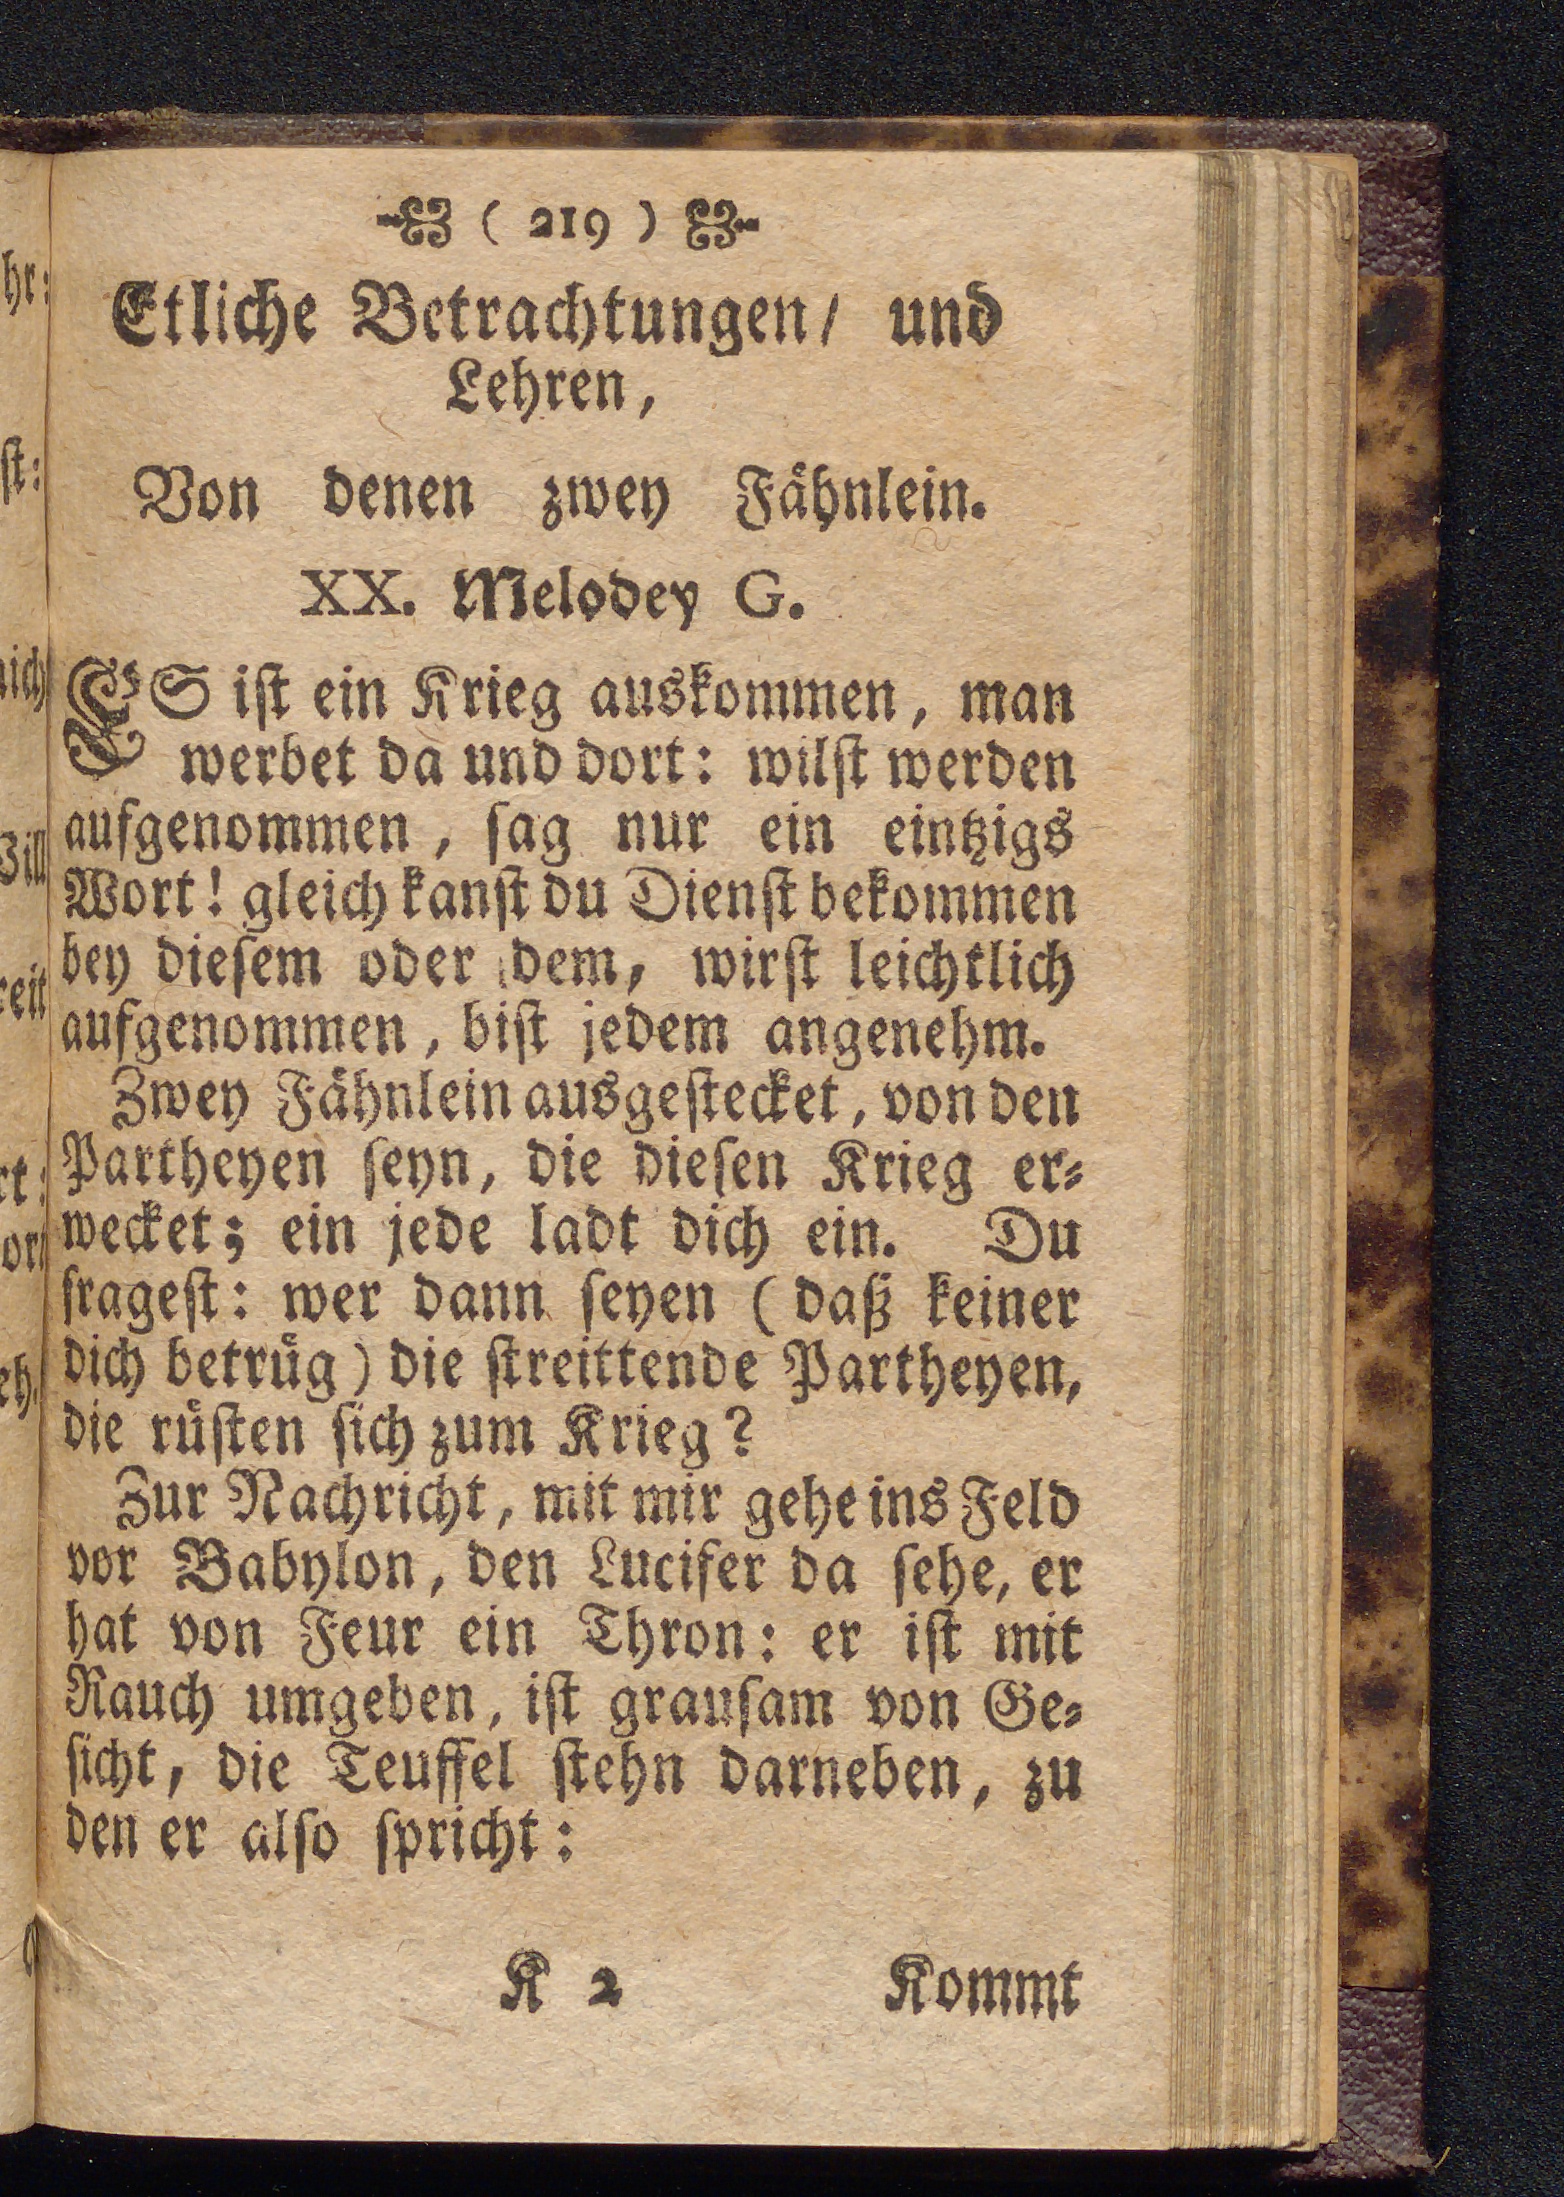 ( 219 )
Etliche Betrachtungen/ und
Lehren,
Von denen zwey Fähnlein.
XX. Melodey G.
ES ist ein Krieg auskommen, man
werbet da und dort: wilst werden
aufgenommen, sag nur ein eintzigs
Wort! gleich kanst du Dienst bekommen
bey diesem oder dem, wirst leichtlich
aufgenommen, bist jedem angenehm.
Zwey Fähnlein ausgestecket, von den
Partheyen seyn, die diesen Krieg er-
wecket; ein jede ladt dich ein. Du
fragest: wer dann seyen (daß keiner
dich betrüg) die streittende Partheyen,
die rüsten sich zum Krieg?
Zur Nachricht, mit mir gehe ins Feld
vor Babylon, den Lucifer da sehe, er
hat von Feur ein Thron: er ist mit
Rauch umgeben, ist grausam von Ge-
sicht, die Teuffel stehn darneben, zu
den er also spricht:
K 2 Kommt